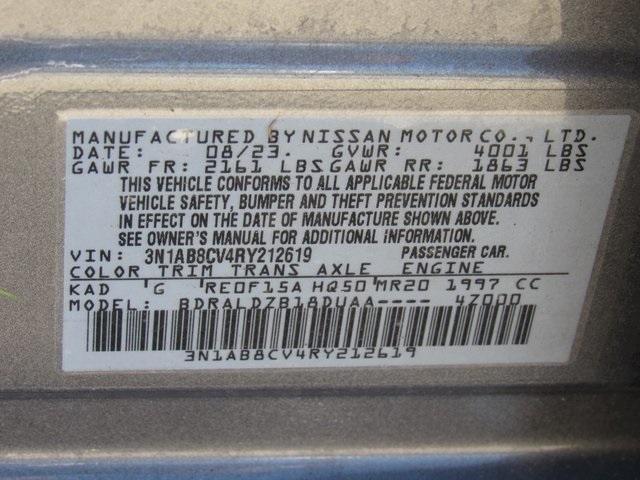 MANUFACTURED BY NISSAN MOTOR CO., LTD.
DATE: 08/23. GVWR: 4001 LBS
GAWR FR: 2161 LBS GAWR RR: 1863 LBS
THIS VEHICLE CONFORMS TO ALL APPLICABLE FEDERAL MOTOR
VEHICLE SAFETY, BUMPER AND THEFT PREVENTION STANDARDS
IN EFFECT ON THE DATE OF MANUFACTURE SHOWN ABOVE.
SEE OWNER'S MANUAL FOR ADDITIONAL INFORMATION.
VIN: 3N1AB8CV4RY212619 PASSENGER CAR.
COLOR TRIM TRANS AXLE ENGINE
KAD G RE0F15A HQ50 MR20 1997 CC
MODEL: BDRALDZB18DUAA---- 4Z000
3N1AB8CV4RY212619